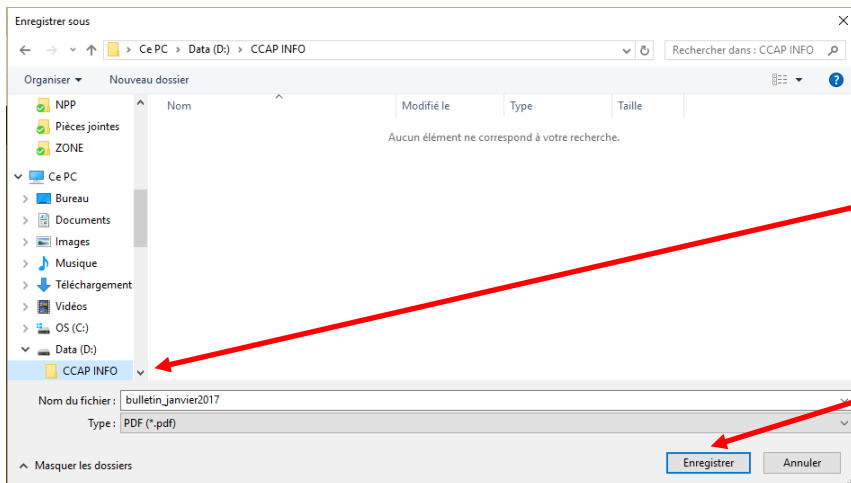 Enregistrer sous
Ce PC > Data (D:) > CCAP INFO
Rechercher dans : CCAP INFO
Organiser
Nouveau dossier
NPP
Nom
Modifié le
Type
Taille
Pièces jointes
Aucun élément ne correspond à votre recherche.
ZONE
Ce PC
Bureau
Documents
Images
Musique
Téléchargement
Vidéos
OS (C:)
Data (D:)
CCAP INFO
Nom du fichier : bulletin_janvier2017
Type : PDF (*.pdf)
Masquer les dossiers
Enregistrer
Annuler